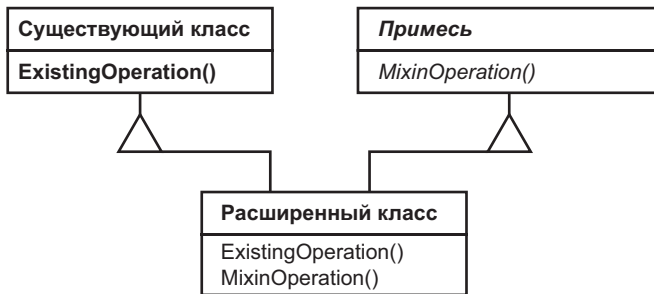 Существующий класс
ExistingOperation()
Примесь
MixinOperation()
Расширенный класс
ExistingOperation()
MixinOperation()